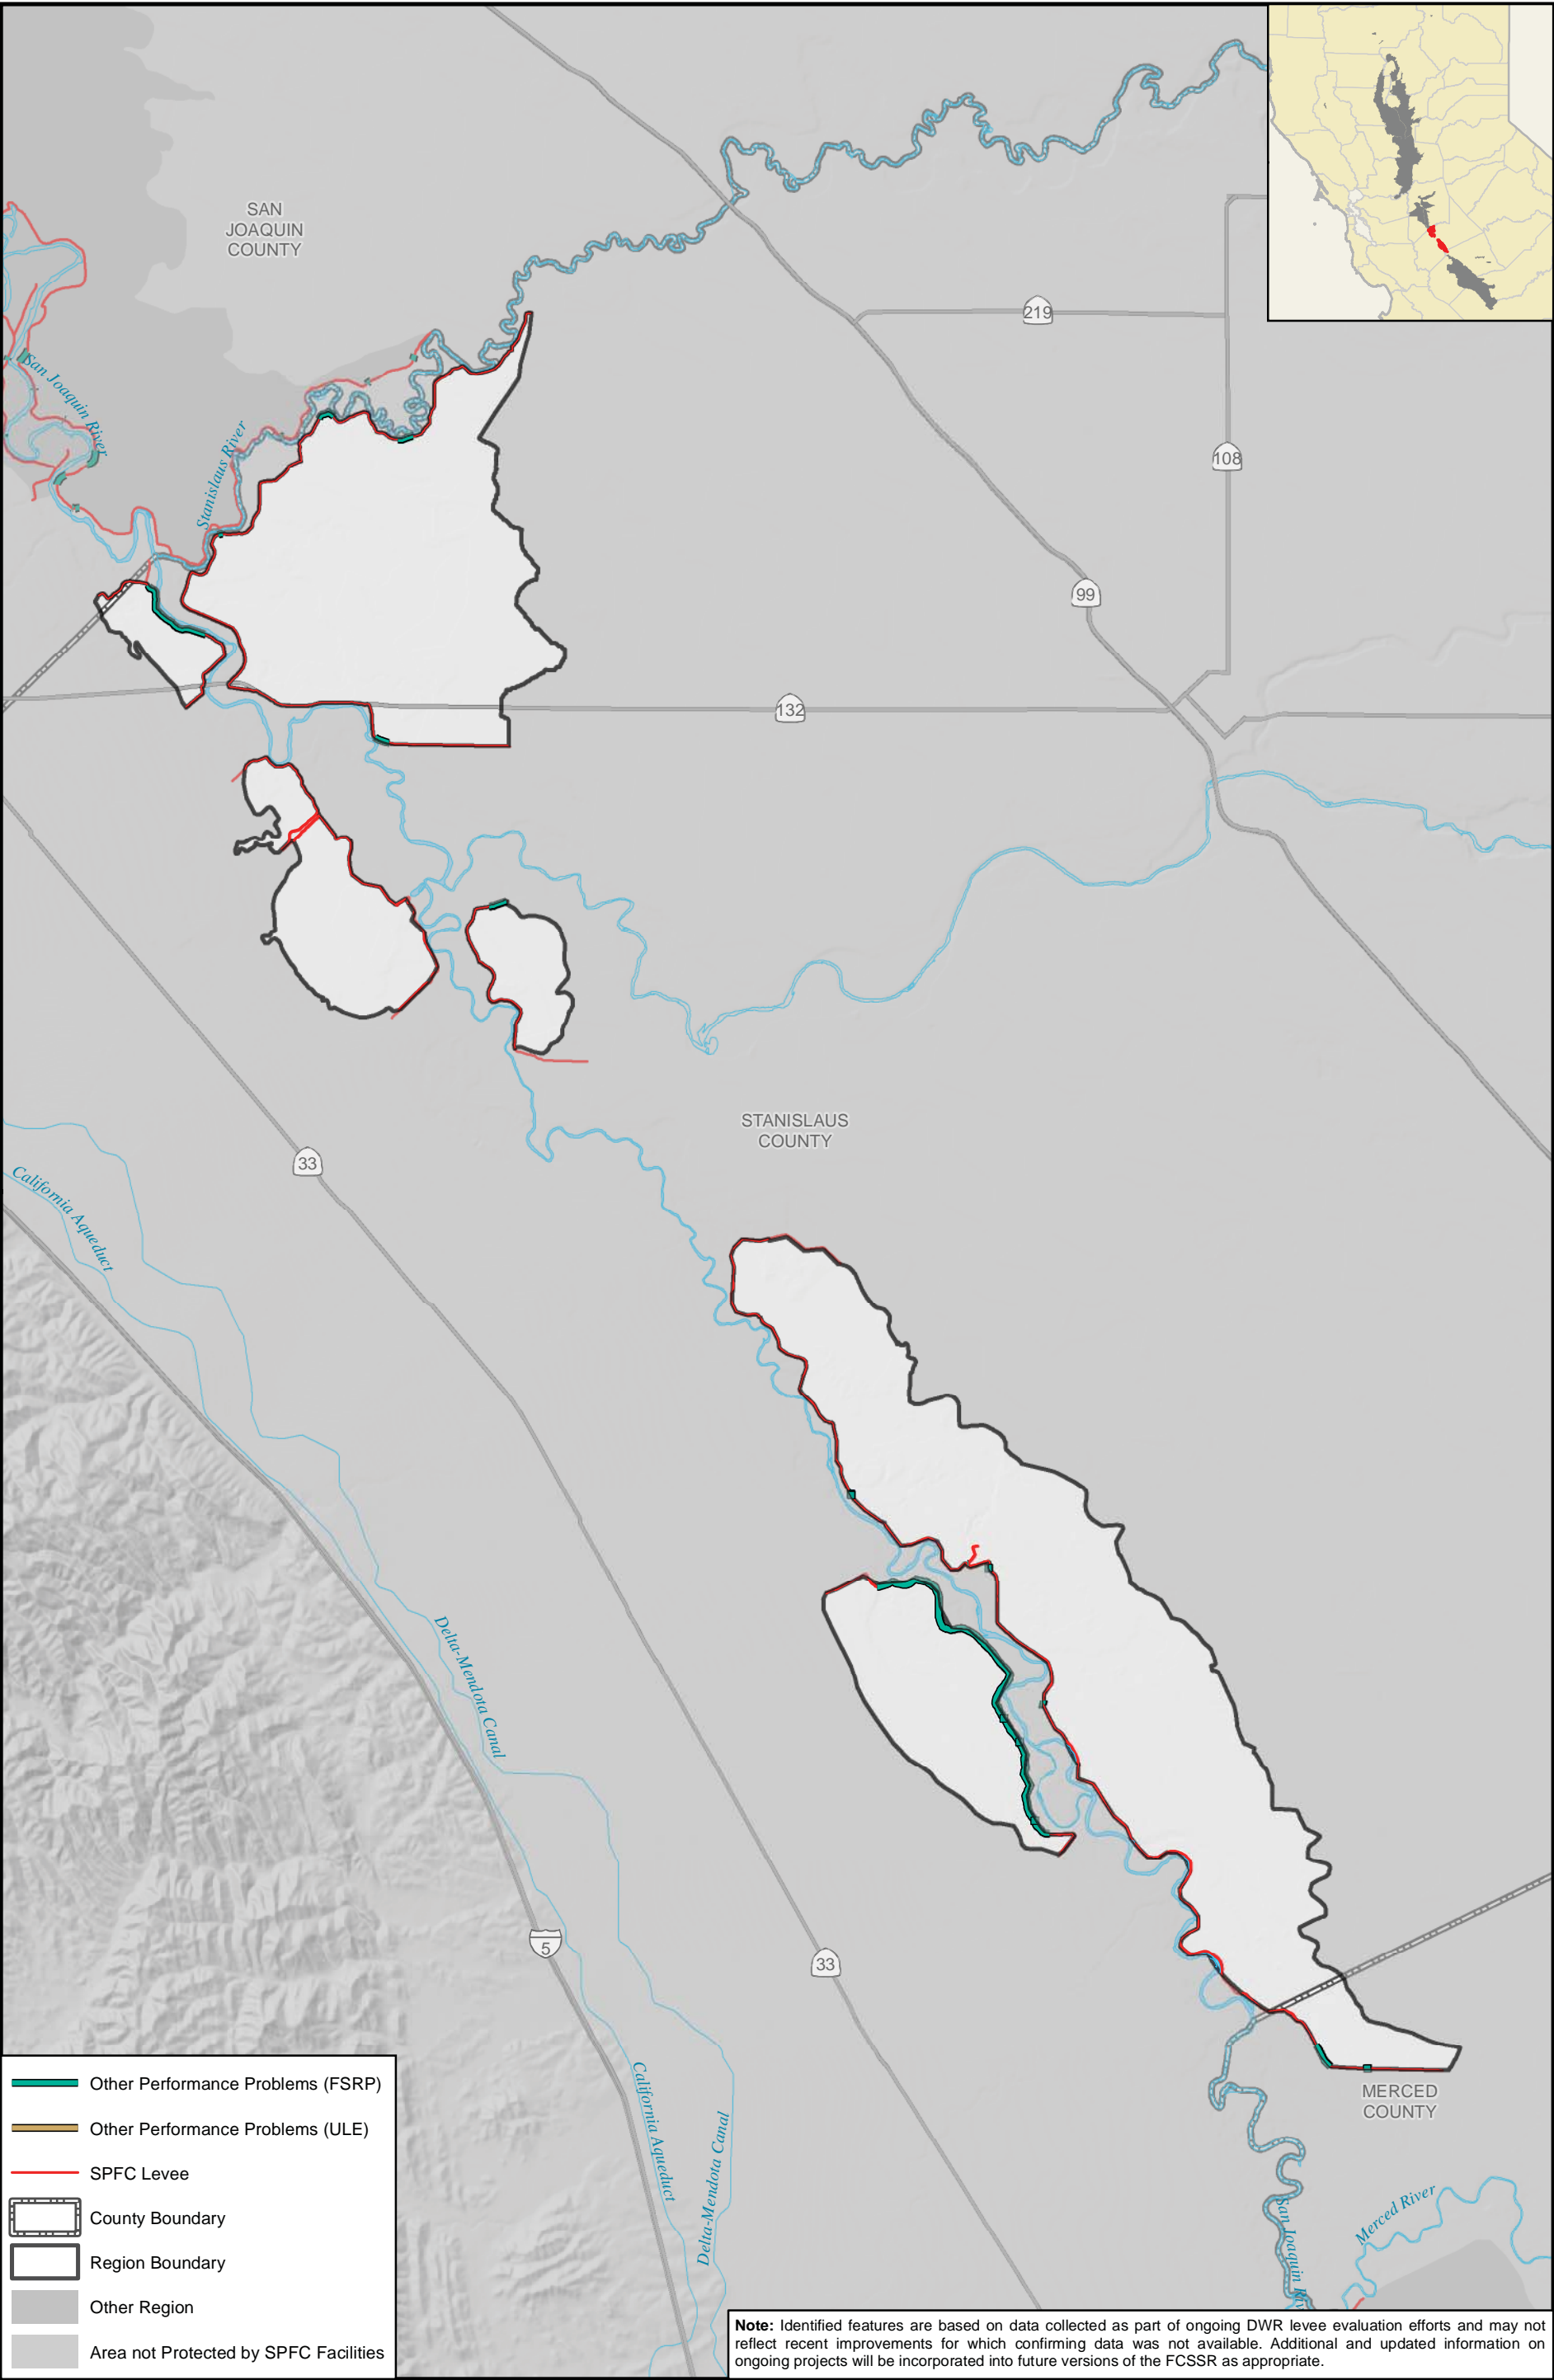 SAN
JOAQUIN
COUNTY
219
San Joaquin River
Stanislaus River
108
99
132
STANISLAUS
COUNTY
33
California Aqueduct
Delta-Mendota Canal
5
33
MERCED
COUNTY
California Aqueduct
Delta-Mendota Canal
San Joaquin Riv
Merced River
Other Performance Problems (FSRP)
Other Performance Problems (ULE)
SPFC Levee
County Boundary
Region Boundary
Other Region
Area not Protected by SPFC Facilities
Note: Identified features are based on data collected as part of ongoing DWR levee evaluation efforts and may not
reflect recent improvements for which confirming data was not available. Additional and updated information on
ongoing projects will be incorporated into future versions of the FCSSR as appropriate.